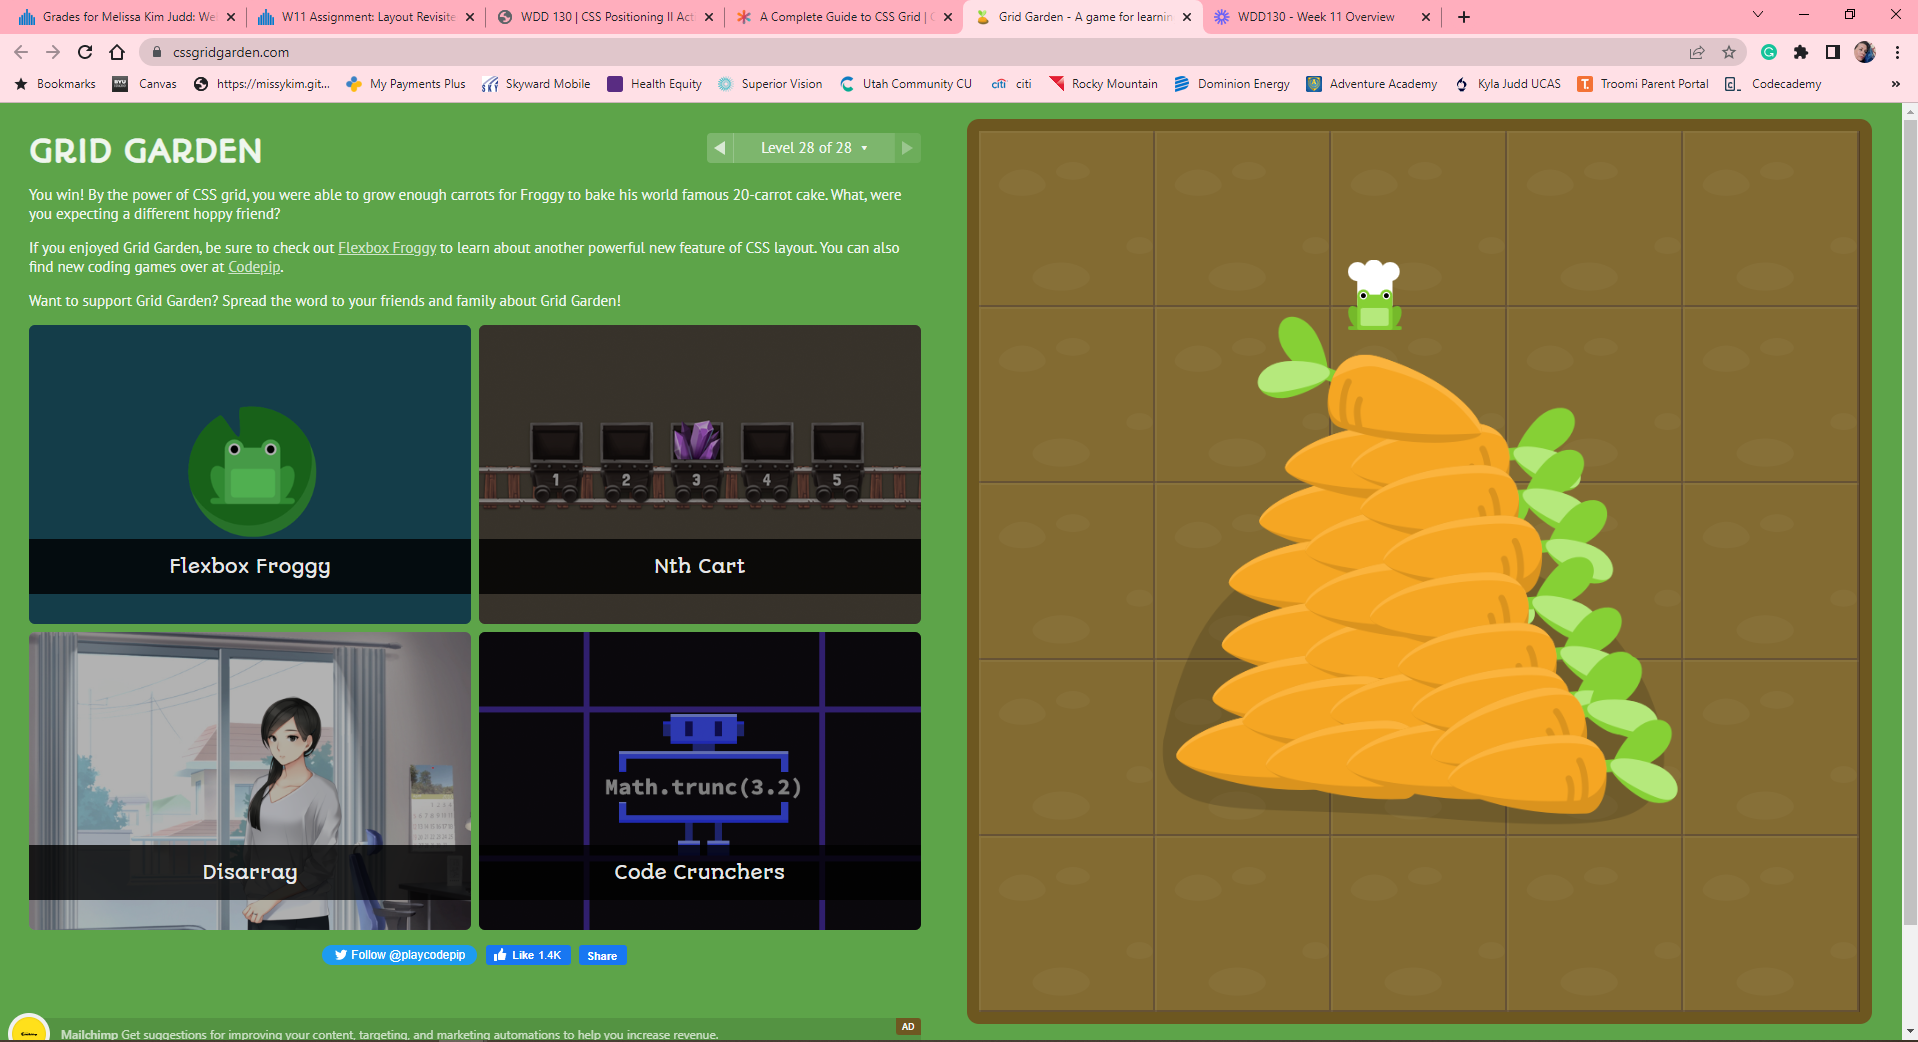 Grades for Melissa Kim Judd: We
W11 Assignment: Layout Revisite
WDD 130 | CSS Positioning II Act
A Complete Guide to CSS Grid |
Grid Garden - A game for learnin
WDD130 - Week 11 Overview
cssgridgarden.com
Bookmarks
Canvas
https://missykim.git...
My Payments Plus
Skyward Mobile
Health Equity
Superior Vision
Utah Community CU
citi citi
Rocky Mountain
Dominion Energy
Adventure Academy
Kyla Judd UCAS
T. Troomi Parent Portal
Codecademy
»
GRID GARDEN
Level 28 of 28
You win! By the power of CSS grid, you were able to grow enough carrots for Froggy to bake his world famous 20-carrot cake. What, were
you expecting a different hoppy friend?
If you enjoyed Grid Garden, be sure to check out Flexbox Froggy to learn about another powerful new feature of CSS layout. You can also
find new coding games over at Codepip.
Want to support Grid Garden? Spread the word to your friends and family about Grid Garden!
Flexbox Froggy
1 2 3 4 5
Nth Cart
Disarray
Math.trunc(3.2)
Code Crunchers
Follow @playcodepip
Like 1.4K
Share
AD
Mailchimp Get suggestions for improving your content, targeting, and marketing automations to help you increase revenue.